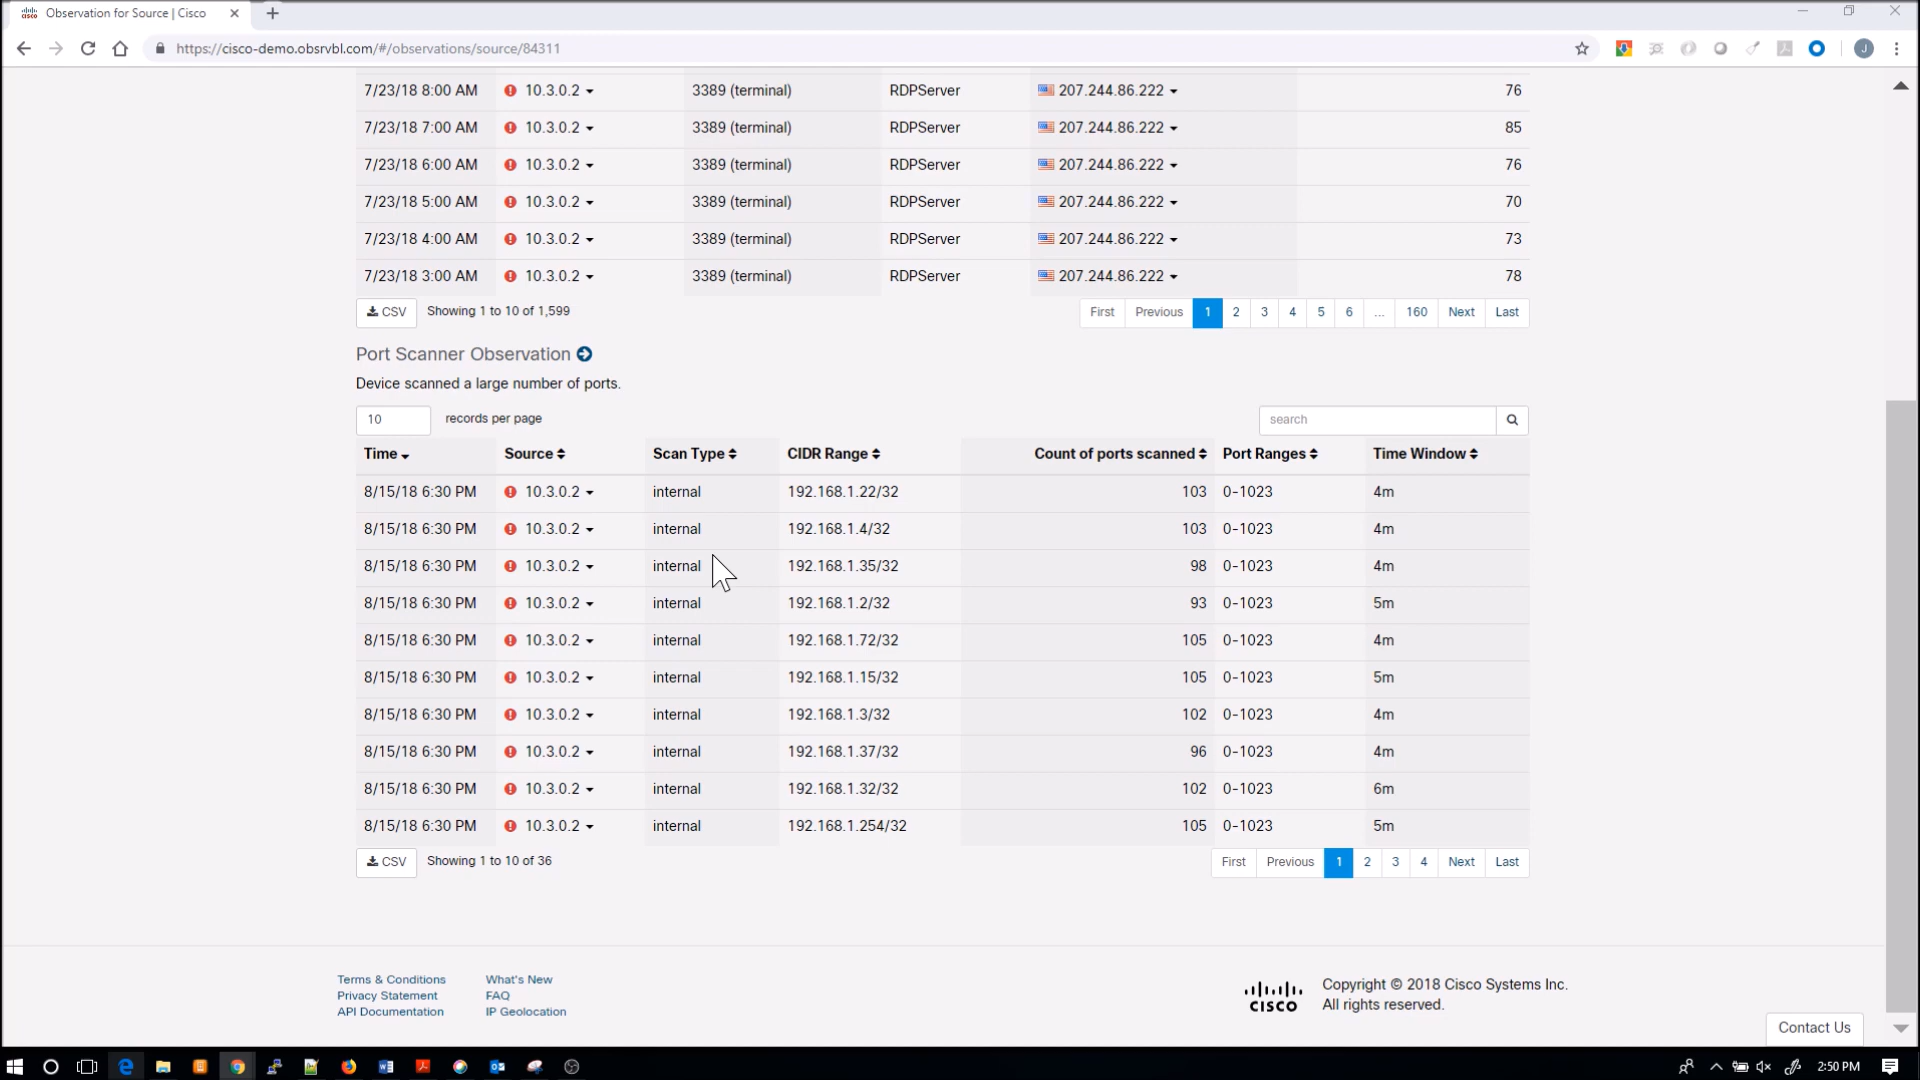 Observation for Source | Cisco
https://cisco-demo.obsrvbl.com/#/observations/source/84311
J
7/23/18 8:00 AM 10.3.0.2 3389 (terminal) RDPServer 207.244.86.222 76
7/23/18 7:00 AM 10.3.0.2 3389 (terminal) RDPServer 207.244.86.222 85
7/23/18 6:00 AM 10.3.0.2 3389 (terminal) RDPServer 207.244.86.222 76
7/23/18 5:00 AM 10.3.0.2 3389 (terminal) RDPServer 207.244.86.222 70
7/23/18 4:00 AM 10.3.0.2 3389 (terminal) RDPServer 207.244.86.222 73
7/23/18 3:00 AM 10.3.0.2 3389 (terminal) RDPServer 207.244.86.222 78
CSV Showing 1 to 10 of 1,599 First Previous 1 2 3 4 5 6 ... 160 Next Last
Port Scanner Observation
Device scanned a large number of ports.
10 records per page search
Time Source Scan Type CIDR Range Count of ports scanned Port Ranges Time Window
8/15/18 6:30 PM 10.3.0.2 internal 192.168.1.22/32 103 0-1023 4m
8/15/18 6:30 PM 10.3.0.2 internal 192.168.1.4/32 103 0-1023 4m
8/15/18 6:30 PM 10.3.0.2 internal 192.168.1.35/32 98 0-1023 4m
8/15/18 6:30 PM 10.3.0.2 internal 192.168.1.2/32 93 0-1023 5m
8/15/18 6:30 PM 10.3.0.2 internal 192.168.1.72/32 105 0-1023 4m
8/15/18 6:30 PM 10.3.0.2 internal 192.168.1.15/32 105 0-1023 5m
8/15/18 6:30 PM 10.3.0.2 internal 192.168.1.3/32 102 0-1023 4m
8/15/18 6:30 PM 10.3.0.2 internal 192.168.1.37/32 96 0-1023 4m
8/15/18 6:30 PM 10.3.0.2 internal 192.168.1.32/32 102 0-1023 6m
8/15/18 6:30 PM 10.3.0.2 internal 192.168.1.254/32 105 0-1023 5m
CSV Showing 1 to 10 of 36 First Previous 1 2 3 4 Next Last
Terms & Conditions What's New
Privacy Statement FAQ
API Documentation IP Geolocation
cisco
Copyright © 2018 Cisco Systems Inc.
All rights reserved.
Contact Us
2:50 PM